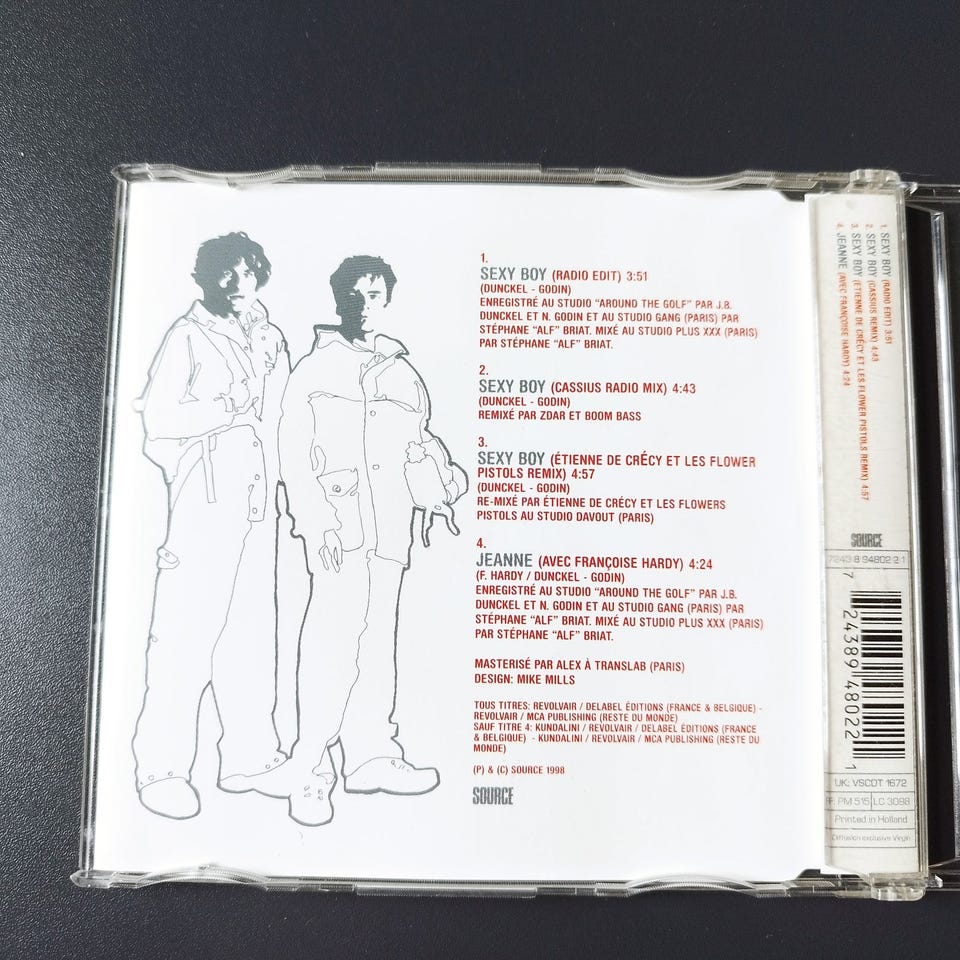 1.
SEXY BOY (RADIO EDIT) 3:51
(DUNCKEL - GODIN)
ENREGISTRÉ AU STUDIO "AROUND THE GOLF" PAR J.B.
DUNCKEL ET N. GODIN ET AU STUDIO GANG (PARIS) PAR
STÉPHANE "ALF" BRIAT. MIXÉ AU STUDIO PLUS XXX (PARIS)
PAR STÉPHANE "ALF" BRIAT.
2.
SEXY BOY (CASSIUS RADIO MIX) 4:43
(DUNCKEL - GODIN)
REMIXÉ PAR ZDAR ET BOOM BASS
3.
SEXY BOY (ÉTIENNE DE CRÉCY ET LES FLOWER
PISTOLS REMIX) 4:57
(DUNCKEL - GODIN)
RE-MIXÉ PAR ÉTIENNE DE CRÉCY ET LES FLOWERS
PISTOLS AU STUDIO DAVOUT (PARIS)
4.
JEANNE (AVEC FRANÇOISE HARDY) 4:24
(F. HARDY / DUNCKEL - GODIN)
ENREGISTRÉ AU STUDIO "AROUND THE GOLF" PAR J.B.
DUNCKEL ET N. GODIN ET AU STUDIO GANG (PARIS) PAR
STÉPHANE "ALF" BRIAT. MIXÉ AU STUDIO PLUS XXX (PARIS)
PAR STÉPHANE "ALF" BRIAT.
MASTERISÉ PAR ALEX À TRANSLAB (PARIS)
DESIGN: MIKE MILLS
TOUS TITRES: REVOLVAIR / DELABEL ÉDITIONS (FRANCE & BELGIQUE) -
REVOLVAIR / MCA PUBLISHING (RESTE DU MONDE)
SAUF TITRE 4: KUNDALINI / REVOLVAIR / DELABEL ÉDITIONS (FRANCE
& BELGIQUE) - KUNDALINI / REVOLVAIR / MCA PUBLISHING (RESTE DU
MONDE)
(P) & (C) SOURCE 1998
SOURCE
1. SEXY BOY (RADIO EDIT) 3:51
2. SEXY BOY (CASSIUS REMIX) 4:43
3. SEXY BOY (ETIENNE DE CRÉCY ET LES FLOWER PISTOLS REMIX) 4:57
4. JEANNE (AVEC FRANÇOISE HARDY) 4:24
SOURCE
7243 8 94802 2 1
7 24389 48022 1
UK: VSCDT 1672
PM 515 LC 3098
Printed in Holland
Diffusion exclusive Virgin